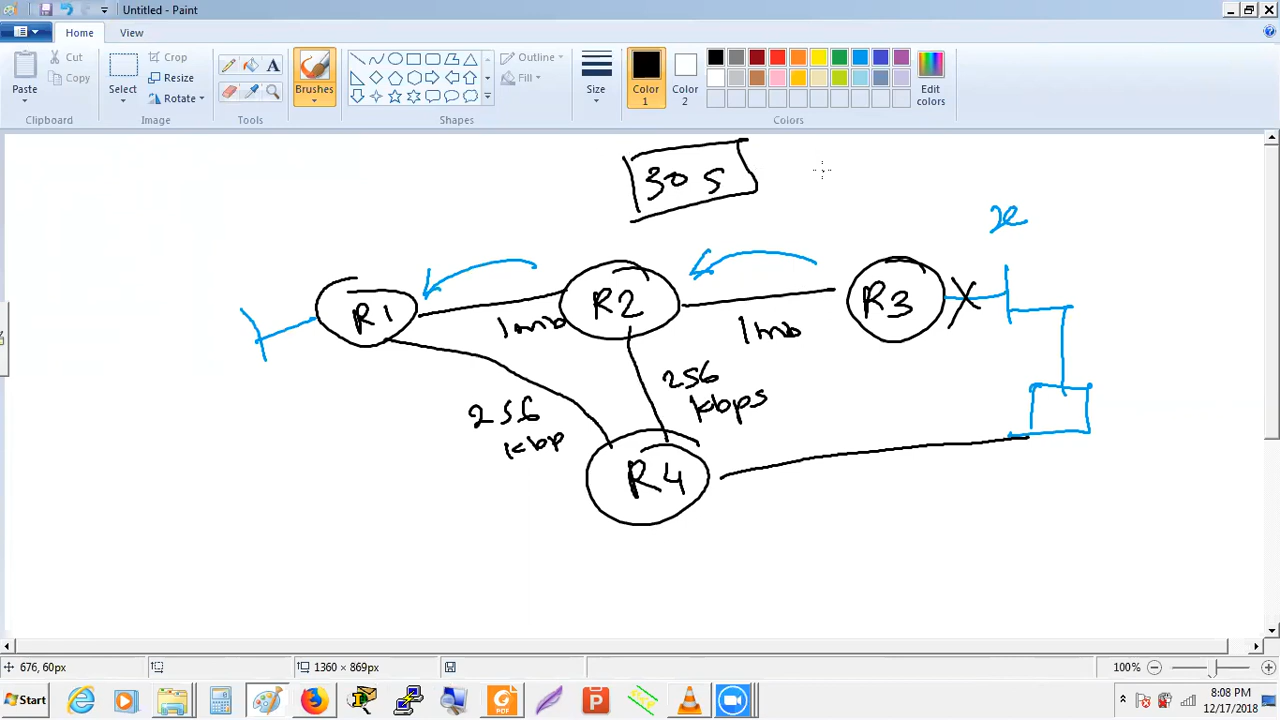 Untitled - Paint
Home
View
Paste
Cut
Copy
Clipboard
Select
Crop
Resize
Rotate
Image
Tools
Brushes
Shapes
Outline
Fill
Size
Color 1
Color 2
Colors
Edit colors
30 s
x
R1
R2
R3
1mb
1mb
256 kbps
256 kbp
R4
676, 60px
1360 × 869px
100%
Start
PDF
8:08 PM
12/17/2018